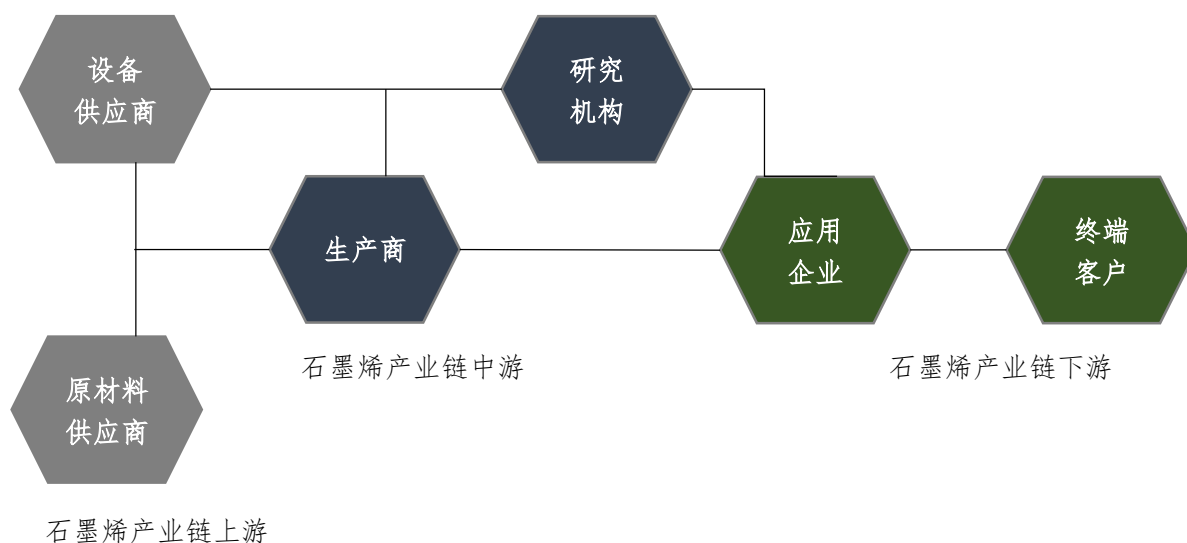 设备
供应商
研究
机构
生产商
应用
企业
终端
客户
石墨烯产业链中游
石墨烯产业链下游
原材料
供应商
石墨烯产业链上游